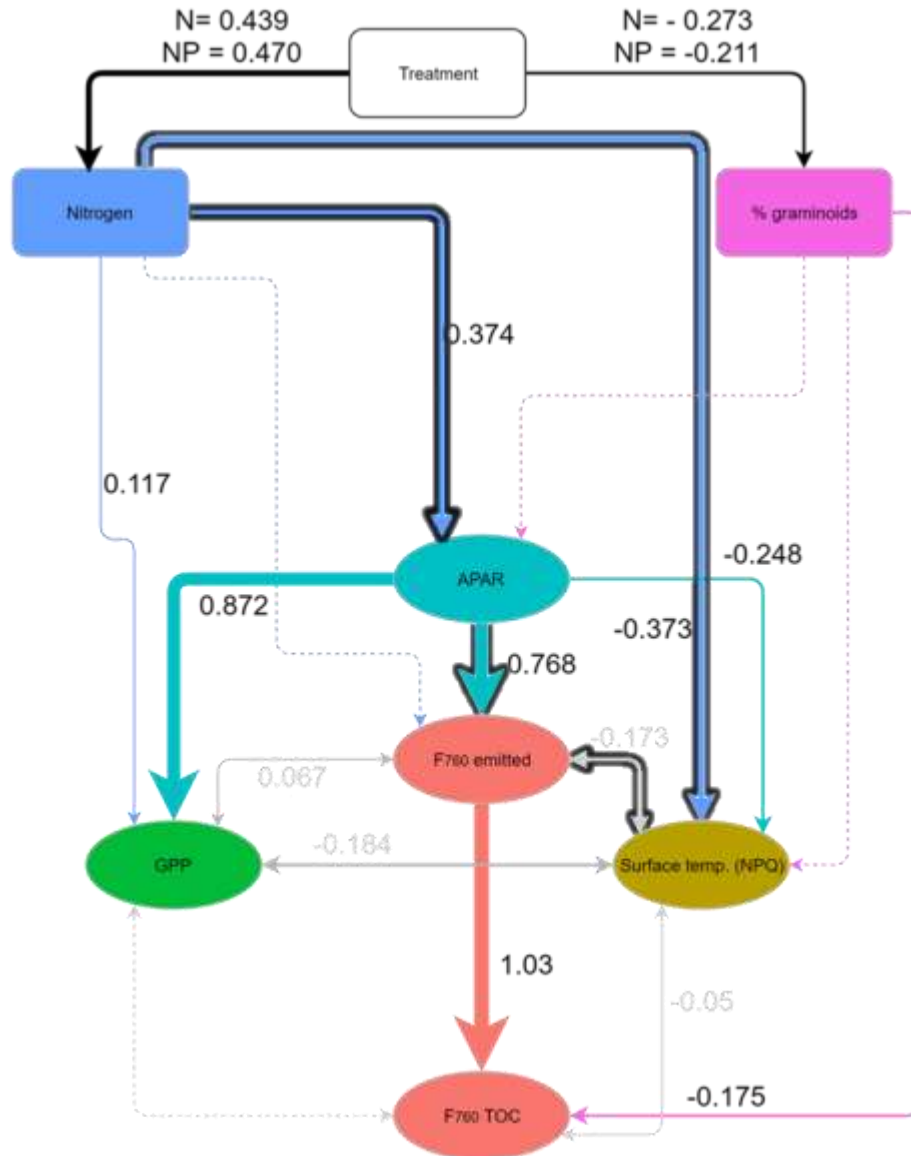 N= 0.439
NP = 0.470
N= - 0.273
NP = -0.211
Treatment
Nitrogen
% graminoids
0.374
0.117
-0.248
APAR
0.872
-0.373
0.768
-0.173
F760 emitted
0.067
-0.184
GPP
Surface temp. (NPQ)
1.03
-0.05
-0.175
F760 TOC